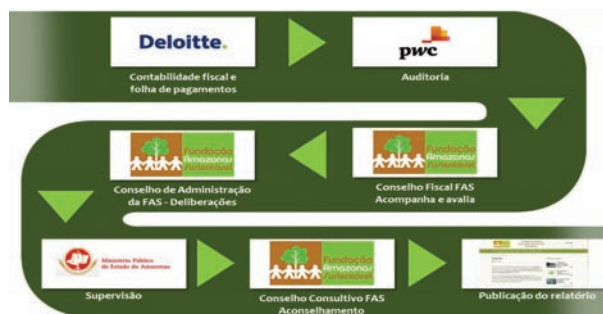 Deloitte.
pwc
Contabilidade fiscal e
folha de pagamentos
Auditoria
Fundação
Amazonas
Sustentável
Conselho de Administração
da FAS - Deliberações
Fundação
Amazonas
Sustentável
Conselho Fiscal FAS
Acompanha e avalia
Ministério Público
do Estado do Amazonas
Supervisão
Fundação
Amazonas
Sustentável
Conselho Consultivo FAS
Aconselhamento
Publicação do relatório